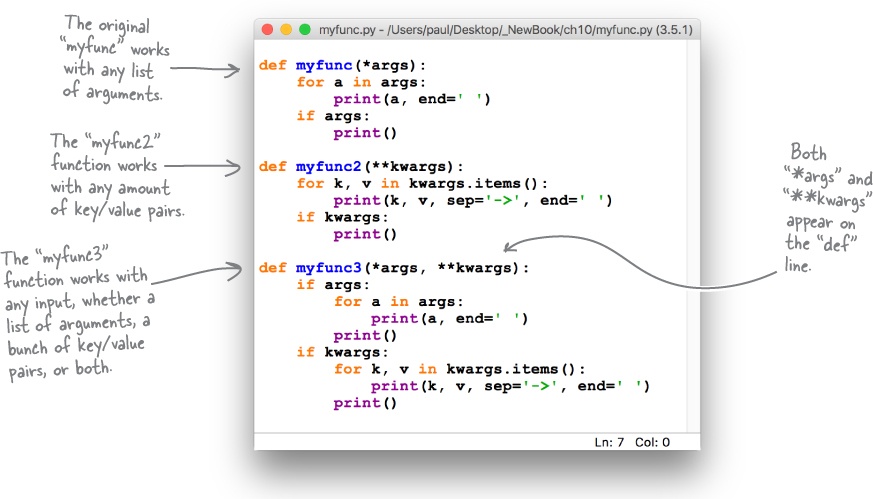 myfunc.py - /Users/paul/Desktop/_NewBook/ch10/myfunc.py (3.5.1)
The original
"myfunc" works
with any list
of arguments.
def myfunc(*args):
    for a in args:
        print(a, end=' ')
    if args:
        print()
The "myfunc2"
function works
with any amount
of key/value pairs.
def myfunc2(**kwargs):
    for k, v in kwargs.items():
        print(k, v, sep='->', end=' ')
    if kwargs:
        print()
Both
"*args" and
"**kwargs"
appear on
the "def"
line.
The "myfunc3"
function works with
any input, whether a
list of arguments, a
bunch of key/value
pairs, or both.
def myfunc3(*args, **kwargs):
    if args:
        for a in args:
            print(a, end=' ')
        print()
    if kwargs:
        for k, v in kwargs.items():
            print(k, v, sep='->', end=' ')
        print()
Ln: 7 Col: 0